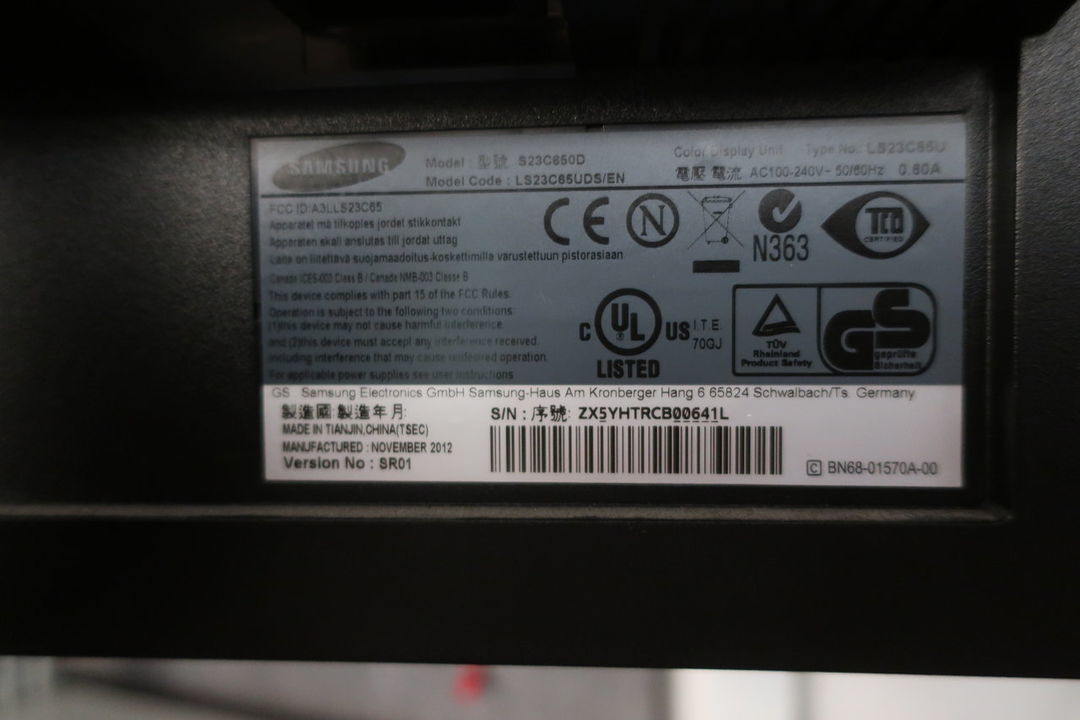 SAMSUNG
Model : 型號 S23C650D
Model Code : LS23C65UDS/EN
Color Display Unit Type No.: LS23C65U
電壓 電流 AC100-240V~ 50/60Hz 0.80A
FCC ID:A3LLS23C65
Apparatet må tilkoples jordet stikkontakt
Apparaten skall anslutas till jordat uttag
Laite on liitettävä suojamaadoitus-koskettimilla varustettuun pistorasiaan
Canada ICES-003 Class B / Canada NMB-003 Classe B
This device complies with part 15 of the FCC Rules.
Operation is subject to the following two conditions:
(1)this device may not cause harmful interference.
and (2)this device must accept any interference received.
including interference that may cause undesired operation.
For applicable power supplies see user instructions
CE
N
N363
TCO
CERTIFIED
C UL US
LISTED
I.T.E.
70GJ
TÜV
Rheinland
Product Safety
GS
geprüfte
Sicherheit
GS : Samsung Electronics GmbH Samsung-Haus Am Kronberger Hang 6 65824 Schwalbach/Ts. Germany
製造國: 製造年月:
MADE IN TIANJIN,CHINA(TSEC)
MANUFACTURED : NOVEMBER 2012
Version No : SR01
S/N : 序號: ZX5YHTRCB00641L
C BN68-01570A-00